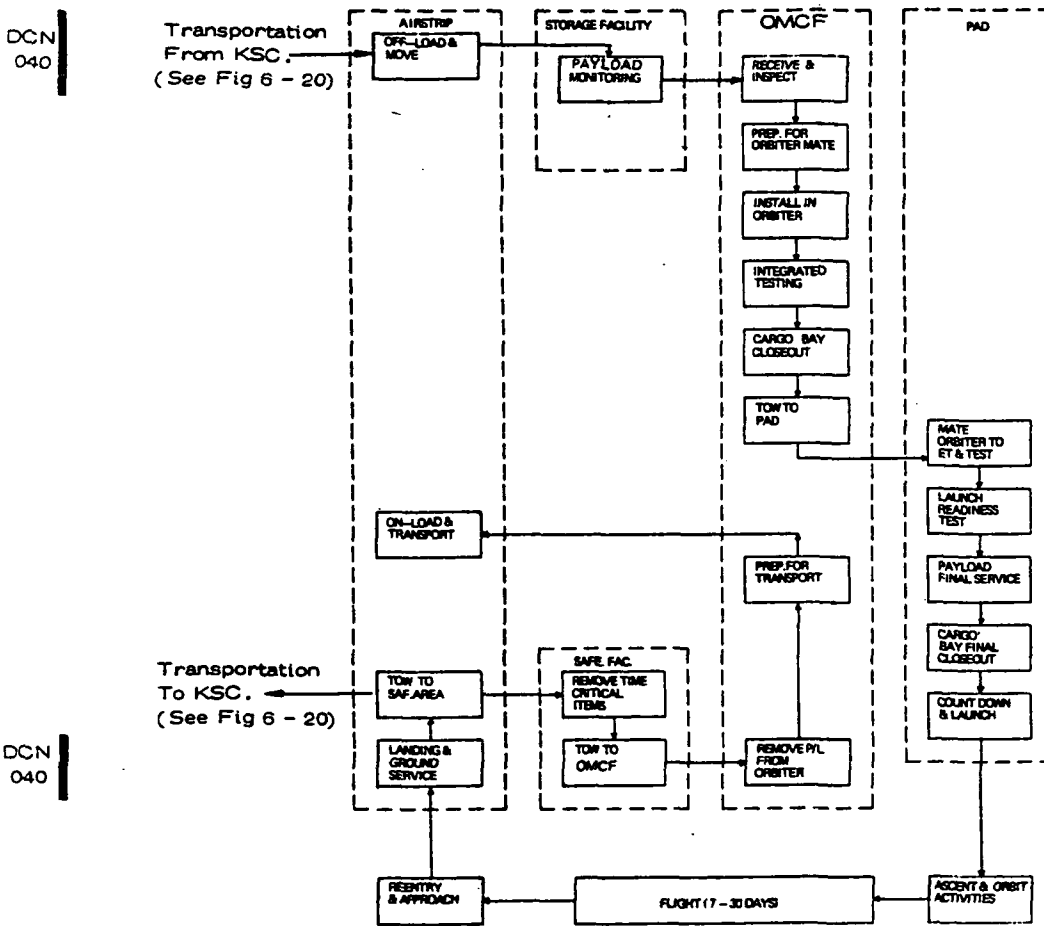 DCN
040
Transportation
From KSC.
(See Fig 6 - 20)
AIRSTRIP
OFF-LOAD &
MOVE
STORAGE FACILITY
PAYLOAD
MONITORING
OMCF
RECEIVE &
INSPECT
PREP. FOR
ORBITER MATE
INSTALL IN
ORBITER
INTEGRATED
TESTING
CARGO BAY
CLOSEOUT
TOW TO
PAD
PAD
MATE
ORBITER TO
ET & TEST
LAUNCH
READINESS
TEST
PAYLOAD
FINAL SERVICE
CARGO
BAY FINAL
CLOSEOUT
COUNT DOWN
& LAUNCH
ON-LOAD &
TRANSPORT
PREP. FOR
TRANSPORT
Transportation
To KSC.
(See Fig 6 - 20)
TOW TO
SAF. AREA
SAFE. FAC.
REMOVE TIME
CRITICAL
ITEMS
DCN
040
LANDING &
GROUND
SERVICE
TOW TO
OMCF
REMOVE P/L
FROM
ORBITER
REENTRY
& APPROACH
FLIGHT (7 - 30 DAYS)
ASCENT & ORBIT
ACTIVITIES